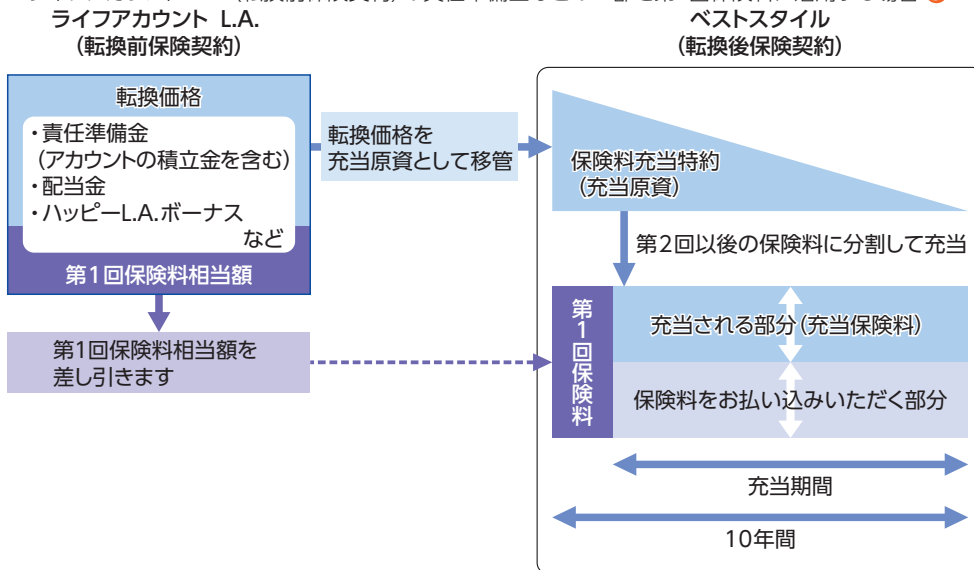 ライフアカウント L.A.
(転換前保険契約)
ベストスタイル
(転換後保険契約)
転換価格
・責任準備金
(アカウントの積立金を含む)
・配当金
・ハッピーL.A.ボーナス
など
第1回保険料相当額
転換価格を
充当原資として移管
保険料充当特約
(充当原資)
第2回以後の保険料に分割して充当
第1回保険料相当額を
差し引きます
第1回保険料
充当される部分(充当保険料)
保険料をお払い込みいただく部分
充当期間
10年間